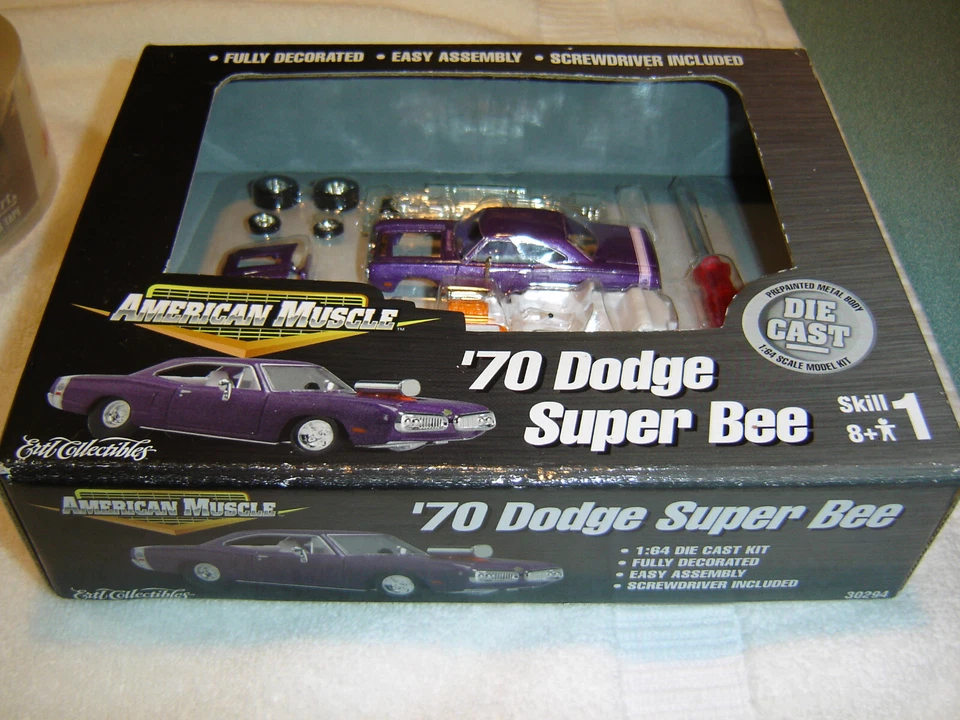 • FULLY DECORATED • EASY ASSEMBLY • SCREWDRIVER INCLUDED
AMERICAN MUSCLE™
PREPAINTED METAL BODY
DIE CAST
1:64 SCALE MODEL KIT
'70 Dodge
Super Bee
Skill 1
8+
Ertl Collectibles
AMERICAN MUSCLE
'70 Dodge Super Bee
• 1:64 DIE CAST KIT
• FULLY DECORATED
• EASY ASSEMBLY
• SCREWDRIVER INCLUDED
Ertl Collectibles
30294